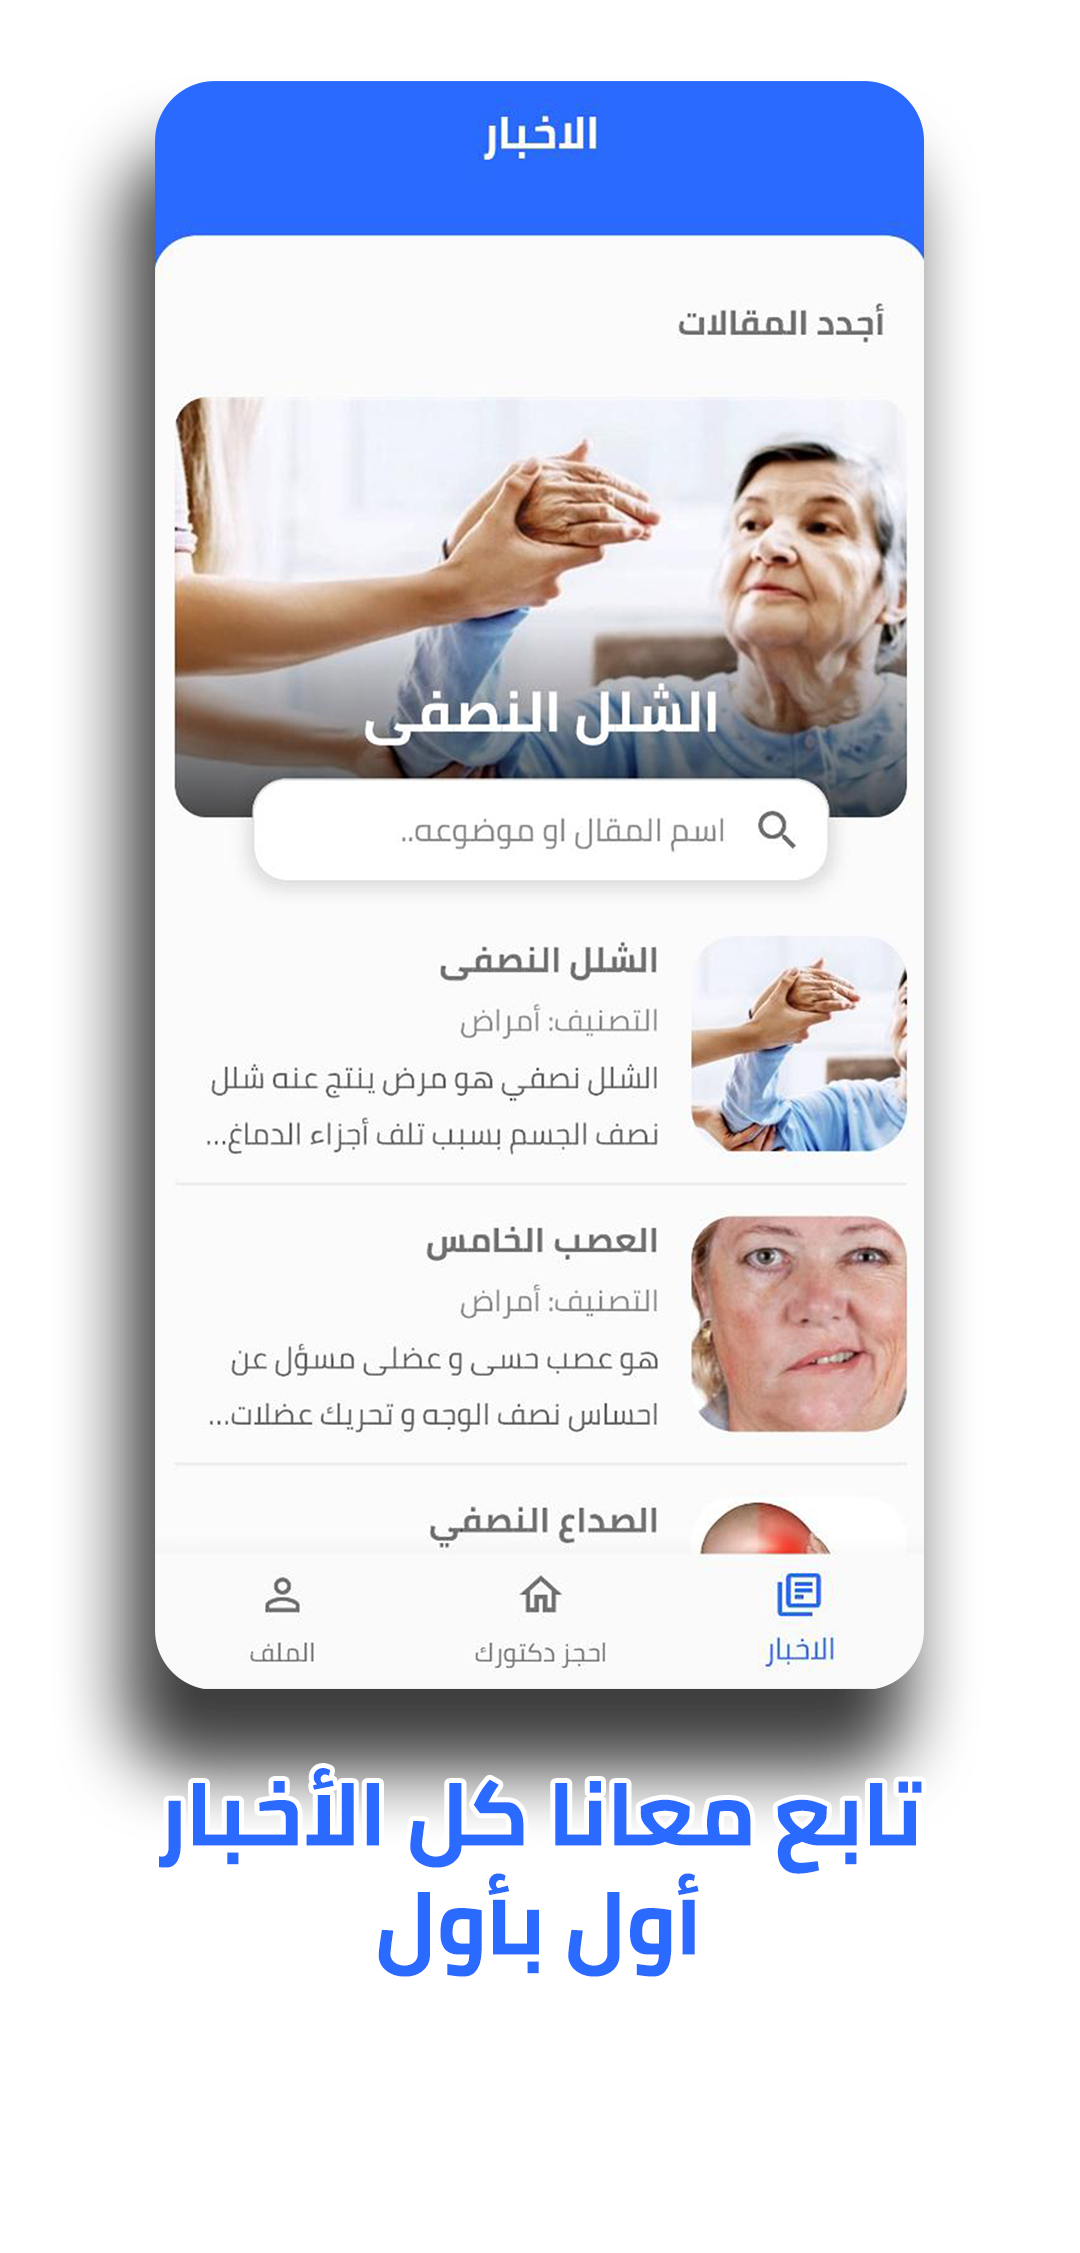 الاخبار
أجدد المقالات
الشلل النصفى
اسم المقال او موضوعه..
الشلل النصفى
التصنيف: أمراض
الشلل نصفي هو مرض ينتج عنه شلل
نصف الجسم بسبب تلف أجزاء الدماغ...
العصب الخامس
التصنيف: أمراض
هو عصب حسى و عضلى مسؤل عن
احساس نصف الوجه و تحريك عضلات...
الصداع النصفي
الاخبار
احجز دكتورك
الملف
تابع معانا كل الأخبار
أول بأول